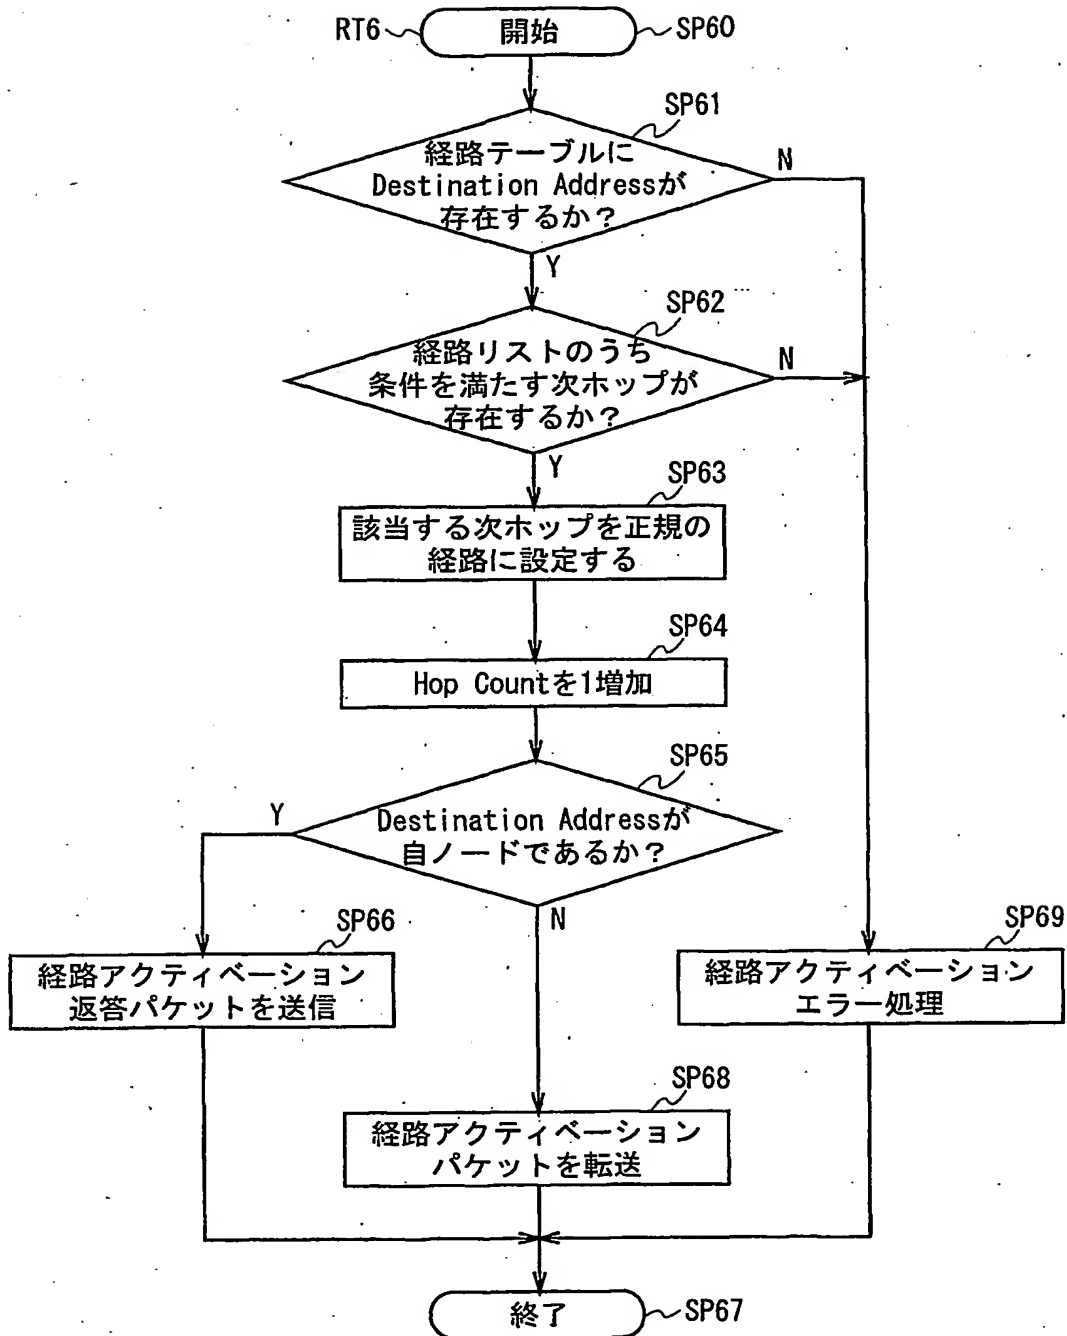 RT6
開始
SP60
SP61
経路テーブルに
Destination Addressが
存在するか？
N
Y
SP62
経路リストのうち
条件を満たす次ホップが
存在するか？
N
Y
SP63
該当する次ホップを正規の
経路に設定する
SP64
Hop Countを1増加
SP65
Destination Addressが
自ノードであるか？
Y
N
SP66
経路アクティベーション
返答パケットを送信
SP69
経路アクティベーション
エラー処理
SP68
経路アクティベーション
パケットを転送
終了
SP67